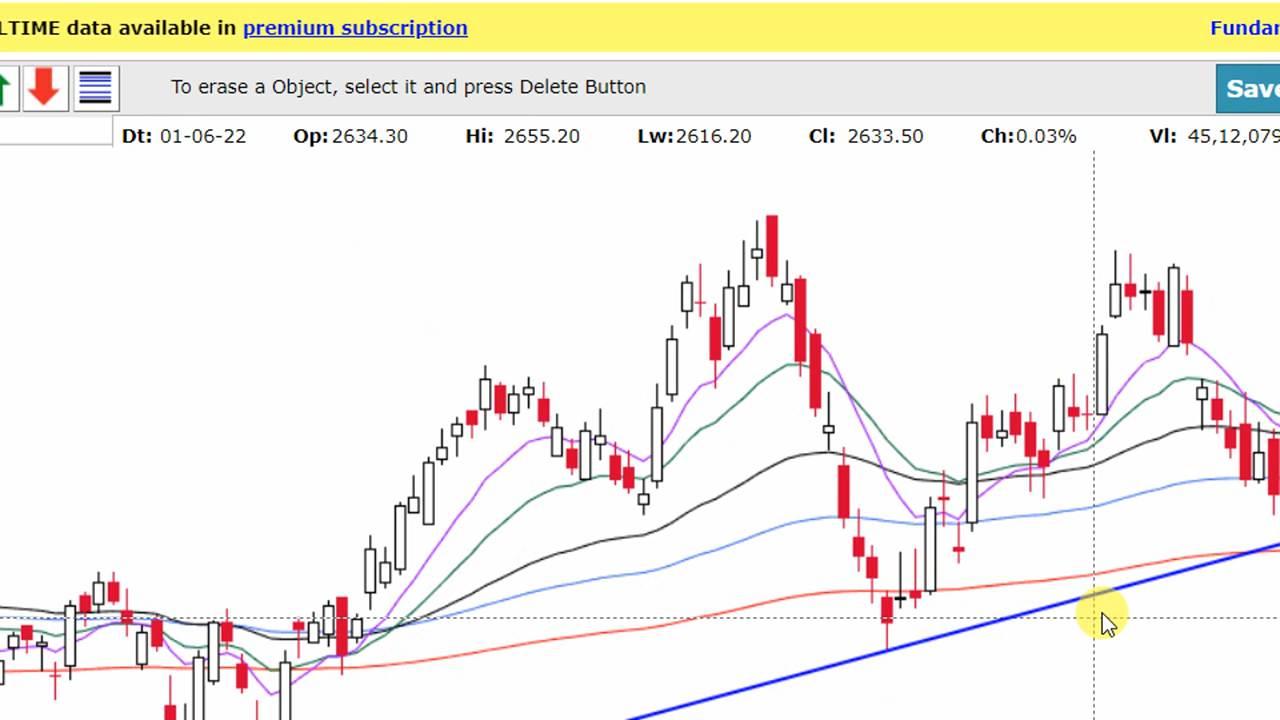 LTIME data available in premium subscription Fundar
To erase a Object, select it and press Delete Button Save
Dt: 01-06-22 Op:2634.30 Hi: 2655.20 Lw:2616.20 Cl: 2633.50 Ch:0.03% Vl: 45,12,079